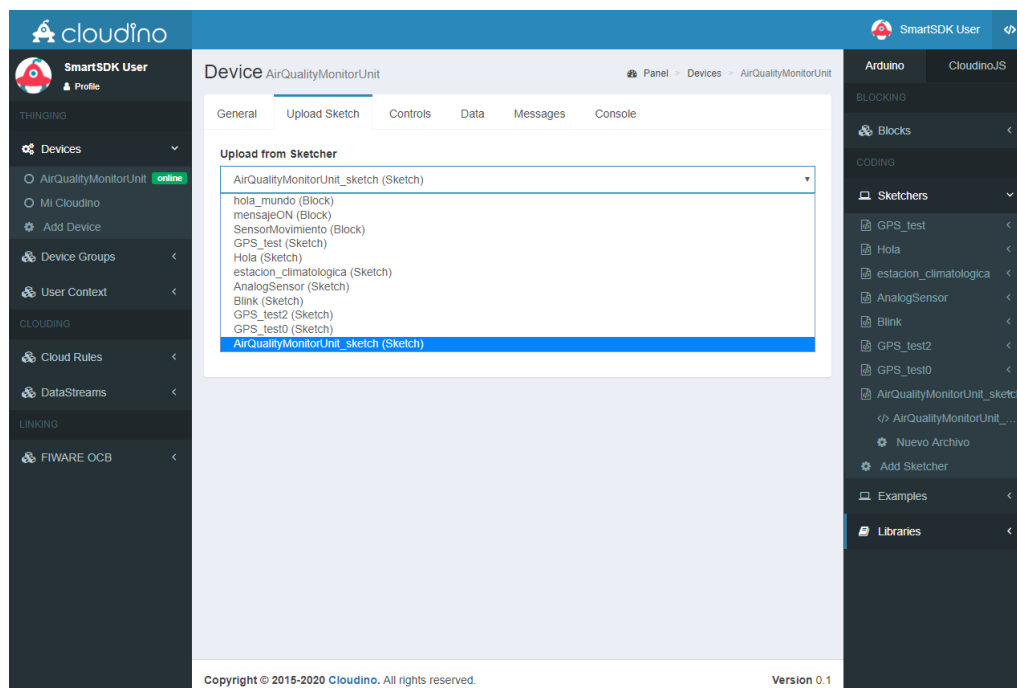 cloudino
SmartSDK User
SmartSDK User
Profile
THINGING
Devices
AirQualityMonitorUnit online
Mi Cloudino
Add Device
Device Groups
User Context
CLOUDING
Cloud Rules
DataStreams
LINKING
FIWARE OCB
Device AirQualityMonitorUnit
Panel > Devices > AirQualityMonitorUnit
General Upload Sketch Controls Data Messages Console
Upload from Sketcher
AirQualityMonitorUnit_sketch (Sketch)
hola_mundo (Block)
mensajeON (Block)
SensorMovimiento (Block)
GPS_test (Sketch)
Hola (Sketch)
estacion_climatologica (Sketch)
AnalogSensor (Sketch)
Blink (Sketch)
GPS_test2 (Sketch)
GPS_test0 (Sketch)
AirQualityMonitorUnit_sketch (Sketch)
Copyright © 2015-2020 Cloudino. All rights reserved.
Version 0.1
Arduino CloudinoJS
BLOCKING
Blocks
CODING
Sketchers
GPS_test
Hola
estacion_climatologica
AnalogSensor
Blink
GPS_test2
GPS_test0
AirQualityMonitorUnit_sketc
</> AirQualityMonitorUnit_...
Nuevo Archivo
Add Sketcher
Examples
Libraries